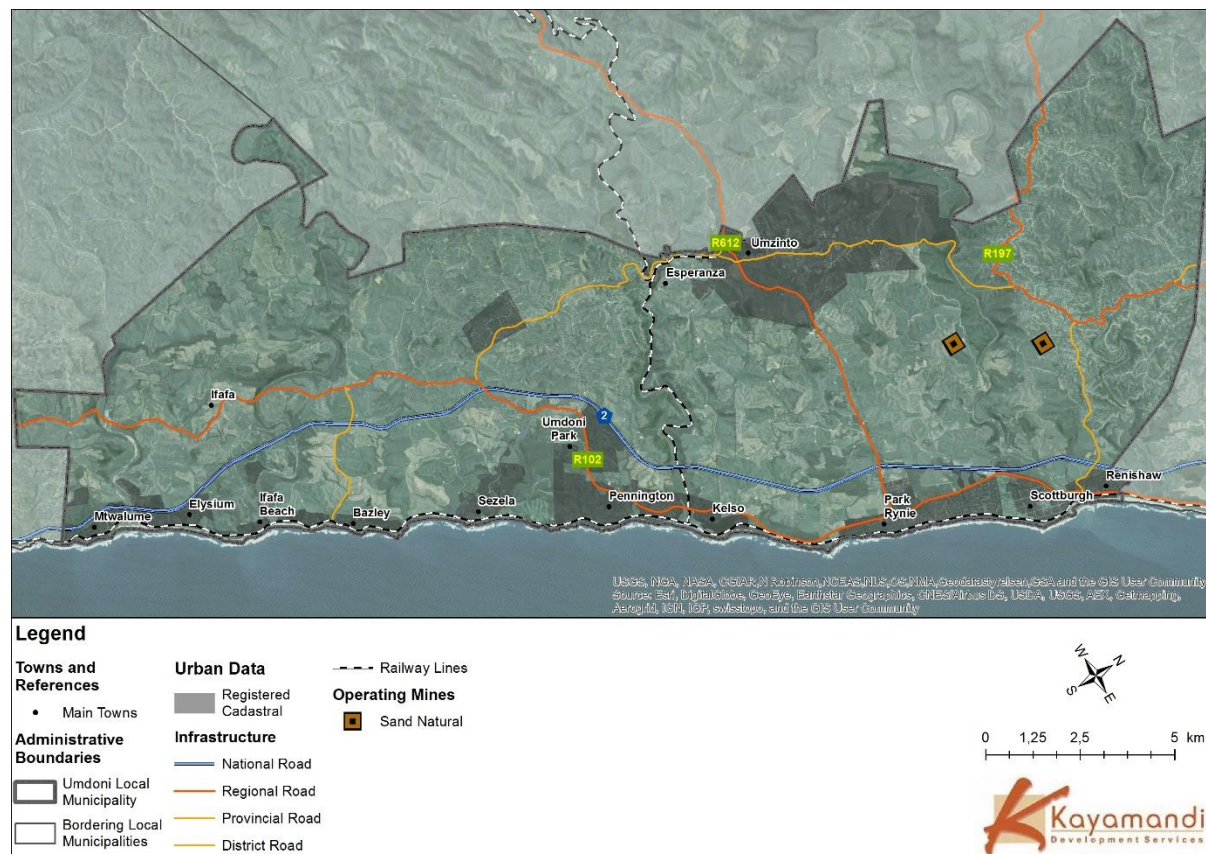 R612
Umzinto
R197
Esperanza
Ifafa
2
Umdoni
Park
R102
Renishaw
Sezela
Pennington
Scottburgh
Elysium
Ifafa
Beach
Park
Rynie
Mtwalume
Bazley
Kelso
USGS, NGA, NASA, CGIAR,N Robinson,NCEAS,NLS,OS,NMA,Geodatastyrelsen,GSA and the GIS User Community
Source: Esri, DigitalGlobe, GeoEye, Earthstar Geographics, CNES/Airbus DS, USDA, USGS, AEX, Getmapping,
Aerogrid, IGN, IGP, swisstopo, and the GIS User Community
Legend
Towns and
References
Main Towns
Administrative
Boundaries
Umdoni Local
Municipality
Bordering Local
Municipalities
Urban Data
Registered
Cadastral
Infrastructure
National Road
Regional Road
Provincial Road
District Road
Railway Lines
Operating Mines
Sand Natural
W
N
S
E
0 1,25 2,5 5 km
Kayamandi
Development Services